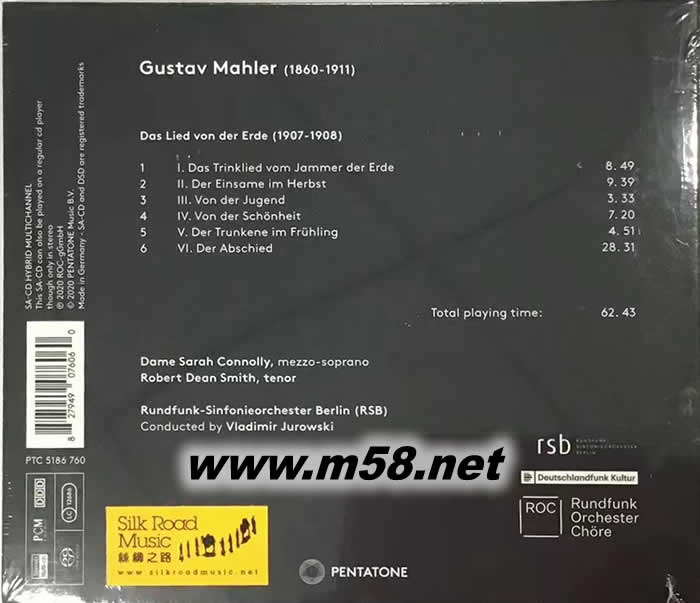 Gustav Mahler (1860-1911)
Das Lied von der Erde (1907-1908)
1 I. Das Trinklied vom Jammer der Erde 8.49
2 II. Der Einsame im Herbst 9.39
3 III. Von der Jugend 3.33
4 IV. Von der Schönheit 7.20
5 V. Der Trunkene im Frühling 4.51
6 VI. Der Abschied 28.31
Total playing time: 62.43
Dame Sarah Connolly, mezzo-soprano
Robert Dean Smith, tenor
Rundfunk-Sinfonieorchester Berlin (RSB)
Conducted by Vladimir Jurowski
www.m58.net
SA-CD HYBRID MULTICHANNEL
This SA-CD can also be played on a regular cd player
though only in stereo
℗ 2020 ROC-gGmbH
© 2020 PENTATONE Music B.V.
Made in Germany - SA-CD and DSD are registered trademarks
8 27949 07606 0
PTC 5186 760
PCM
DDD
LC
Silk Road
Music
絲綢之路
www.silkroadmusic.net
PENTATONE
rsb RUNDFUNK
SINFONIEORCHESTER
BERLIN
Deutschlandfunk Kultur
ROC
Rundfunk
Orchester
Chöre